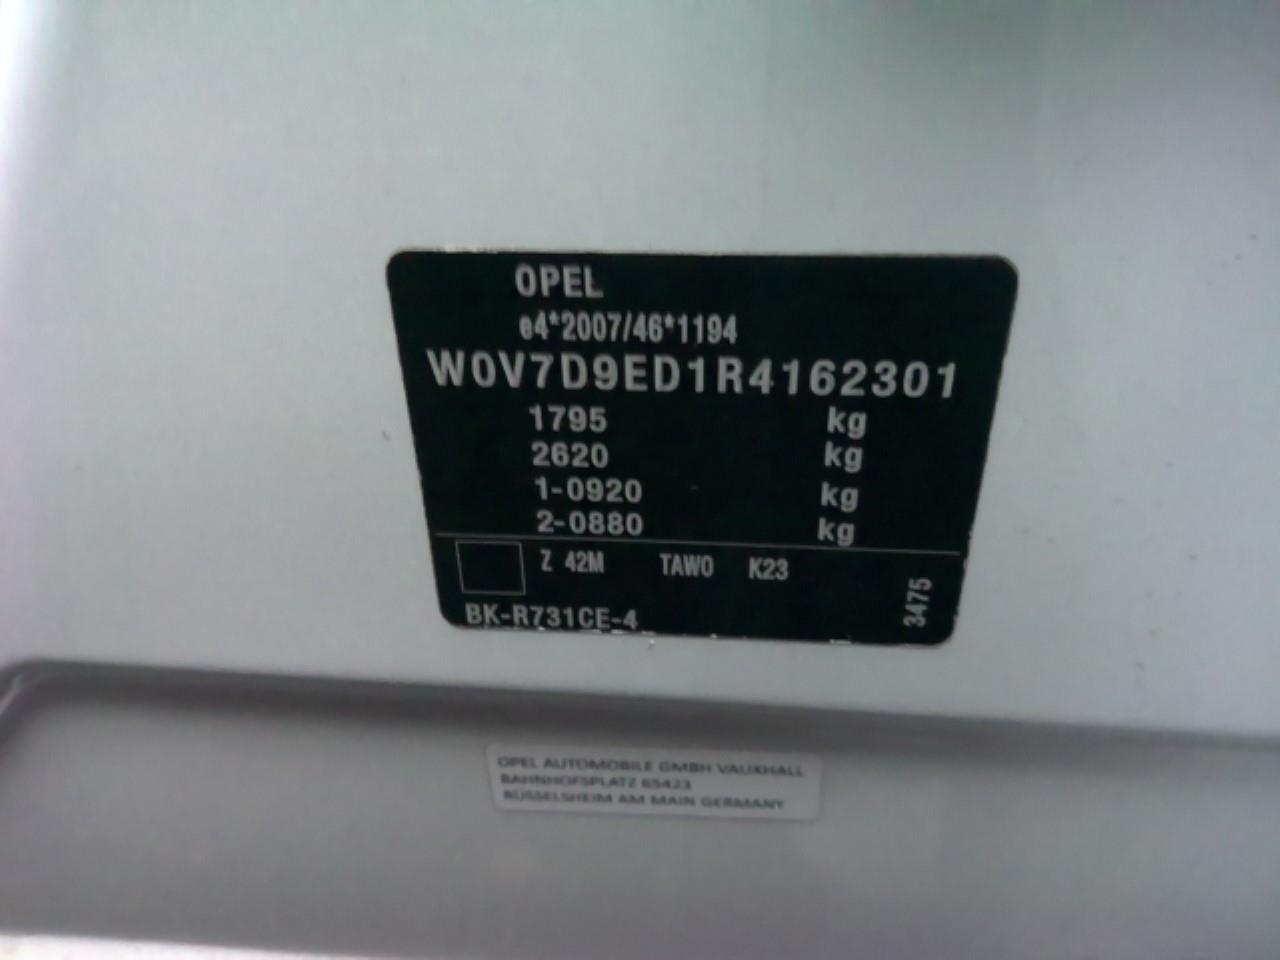 OPEL
e4*2007/46*1194
W0V7D9ED1R4162301
1795 kg
2620 kg
1-0920 kg
2-0880 kg
Z 42M TAW0 K23
BK-R731CE-4
3475
OPEL AUTOMOBILE GMBH VAUXHALL
BAHNHOFSPLATZ 65423
RÜSSELSHEIM AM MAIN GERMANY